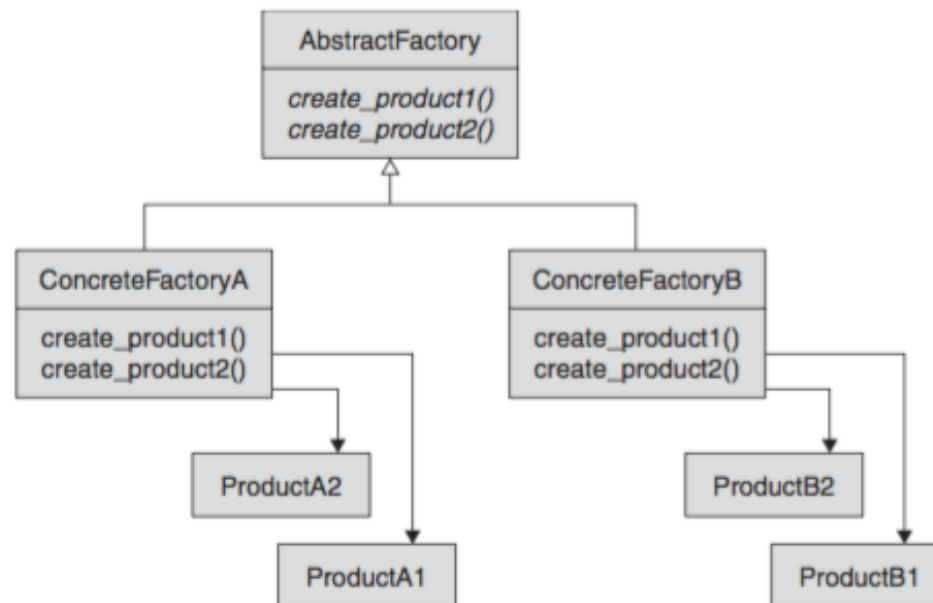 AbstractFactory
create_product1()
create_product2()
ConcreteFactoryA
create_product1()
create_product2()
ConcreteFactoryB
create_product1()
create_product2()
ProductA2
ProductB2
ProductA1
ProductB1